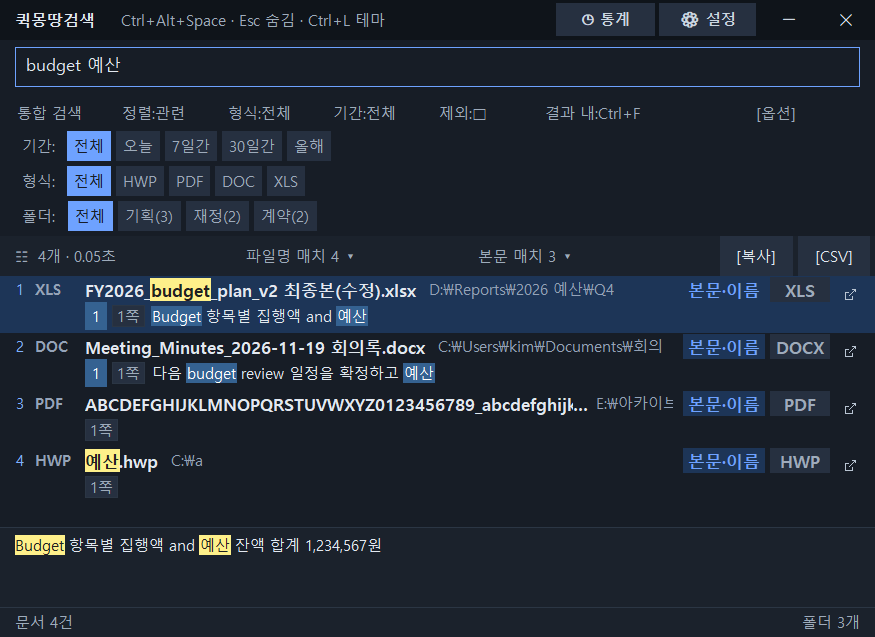 퀵몽땅검색 Ctrl+Alt+Space · Esc 숨김 · Ctrl+L 테마 통계 설정
budget 예산
통합 검색 정렬:관련 형식:전체 기간:전체 제외:□ 결과 내:Ctrl+F [옵션]
기간: 전체 오늘 7일간 30일간 올해
형식: 전체 HWP PDF DOC XLS
폴더: 전체 기획(3) 재정(2) 계약(2)
4개 · 0.05초 파일명 매치 4 ▾ 본문 매치 3 ▾ [복사] [CSV]
1 XLS FY2026_budget_plan_v2 최종본(수정).xlsx D:₩Reports₩2026 예산₩Q4 본문·이름 XLS
1 1쪽 Budget 항목별 집행액 and 예산
2 DOC Meeting_Minutes_2026-11-19 회의록.docx C:₩Users₩kim₩Documents₩회의 본문·이름 DOCX
1 1쪽 다음 budget review 일정을 확정하고 예산
3 PDF ABCDEFGHIJKLMNOPQRSTUVWXYZ0123456789_abcdefghijk... E:₩아카이브 본문·이름 PDF
1쪽
4 HWP 예산.hwp C:₩a 본문·이름 HWP
1쪽
Budget 항목별 집행액 and 예산 잔액 합계 1,234,567원
문서 4건 폴더 3개